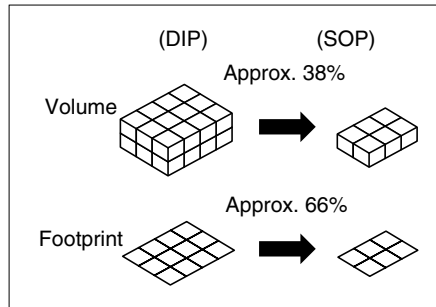 (DIP) (SOP)
Approx. 38%
Volume
Approx. 66%
Footprint